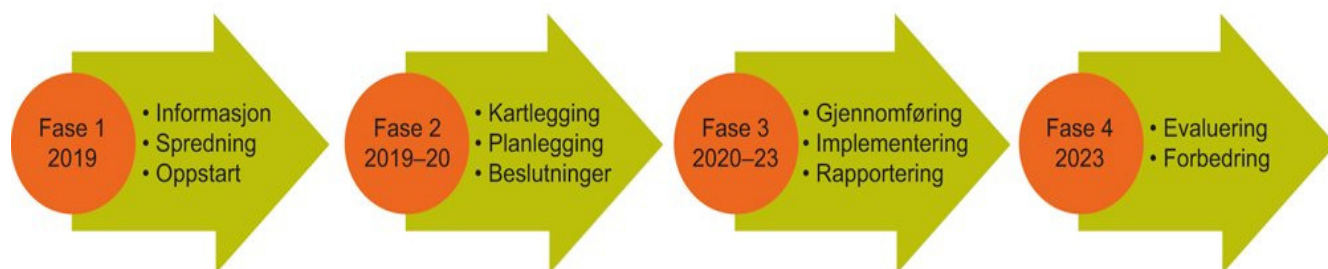 Fase 1
2019
• Informasjon
• Spredning
• Oppstart
Fase 2
2019–20
• Kartlegging
• Planlegging
• Beslutninger
Fase 3
2020–23
• Gjennomføring
• Implementering
• Rapportering
Fase 4
2023
• Evaluering
• Forbedring